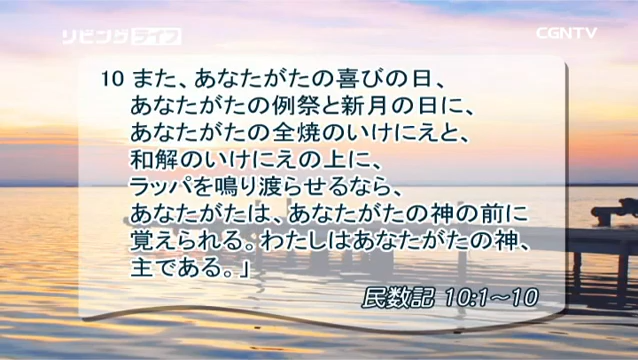 リビングライフ
CGNTV
10 また、あなたがたの喜びの日、
あなたがたの例祭と新月の日に、
あなたがたの全焼のいけにえと、
和解のいけにえの上に、
ラッパを鳴り渡らせるなら、
あなたがたは、あなたがたの神の前に
覚えられる。わたしはあなたがたの神、
主である。」
民数記 10:1～10